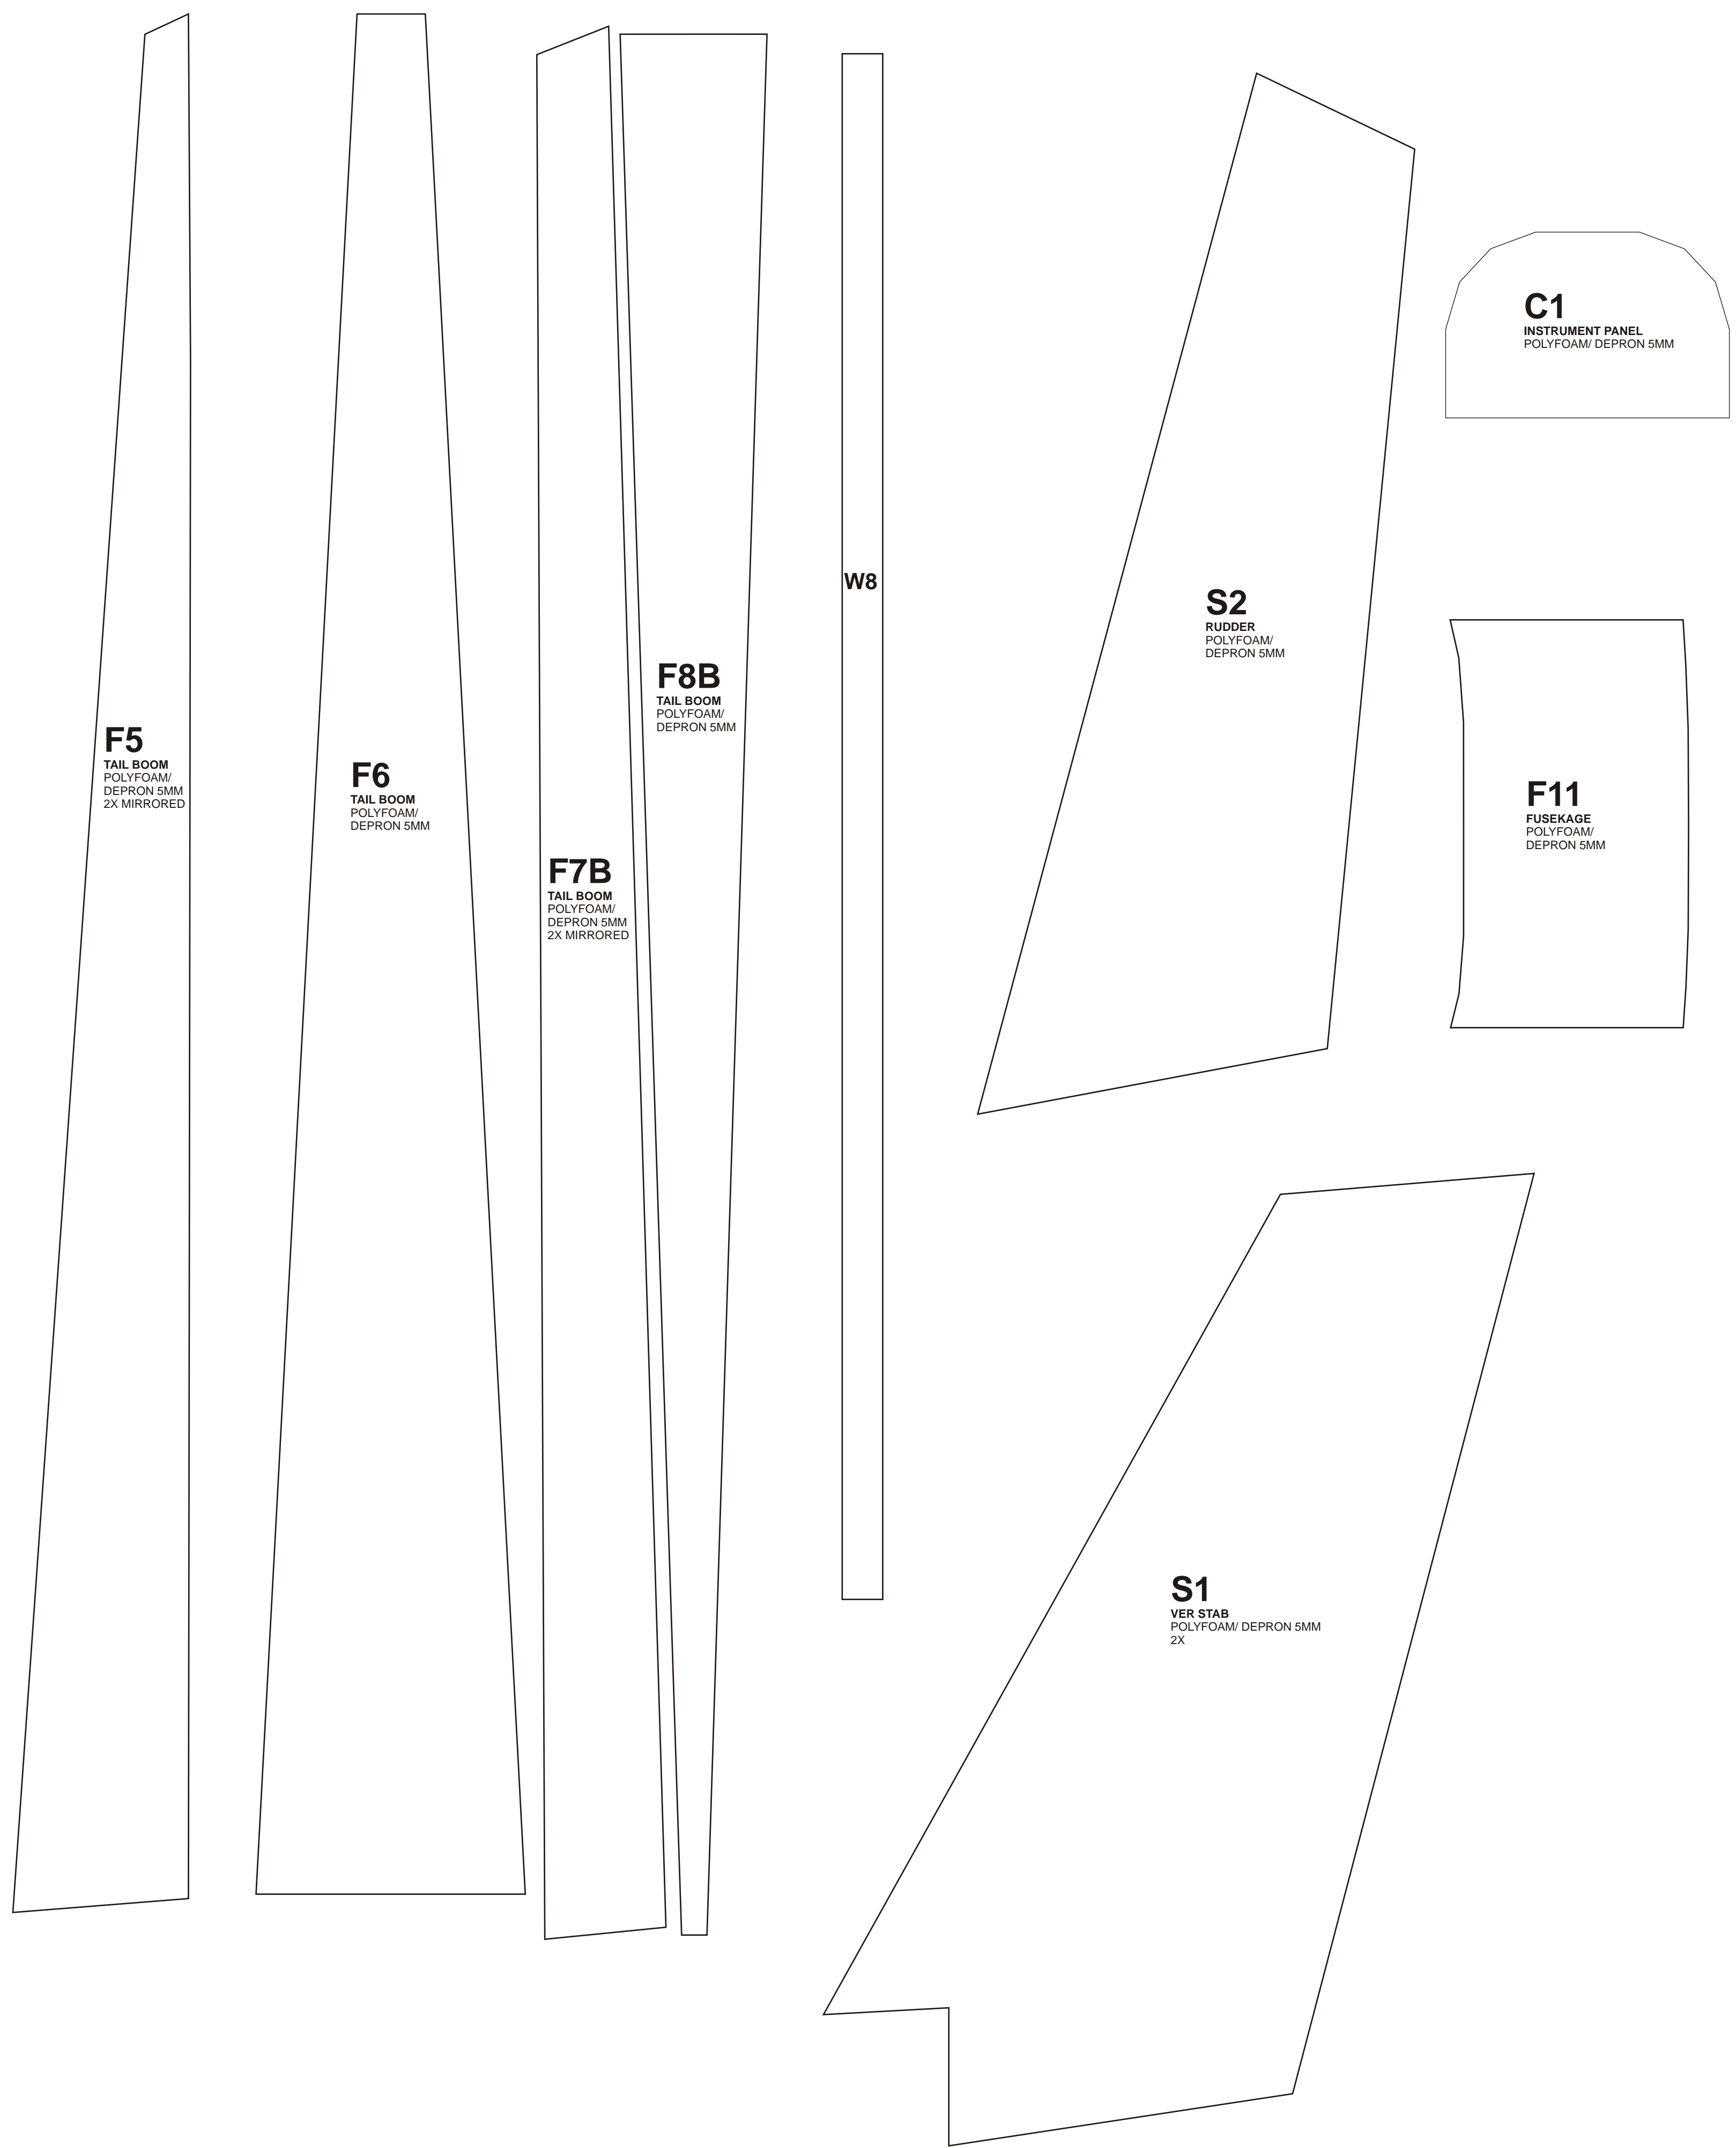 F5
TAIL BOOM
POLYFOAM/
DEPRON 5MM
2X MIRRORED
F6
TAIL BOOM
POLYFOAM/
DEPRON 5MM
F7B
TAIL BOOM
POLYFOAM/
DEPRON 5MM
2X MIRRORED
F8B
TAIL BOOM
POLYFOAM/
DEPRON 5MM
W8
S2
RUDDER
POLYFOAM/
DEPRON 5MM
C1
INSTRUMENT PANEL
POLYFOAM/ DEPRON 5MM
F11
FUSEKAGE
POLYFOAM/
DEPRON 5MM
S1
VER STAB
POLYFOAM/ DEPRON 5MM
2X